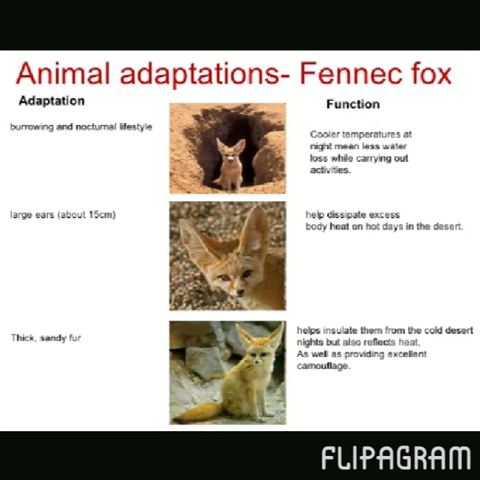 Animal adaptations- Fennec fox
Adaptation
Function
burrowing and nocturnal lifestyle
Cooler temperatures at
night mean less water
loss while carrying out
activities.
large ears (about 15cm)
help dissipate excess
body heat on hot days in the desert.
Thick, sandy fur
helps insulate them from the cold desert
nights but also reflects heat,
As well as providing excellent
camouflage.
FLIPAGRAM